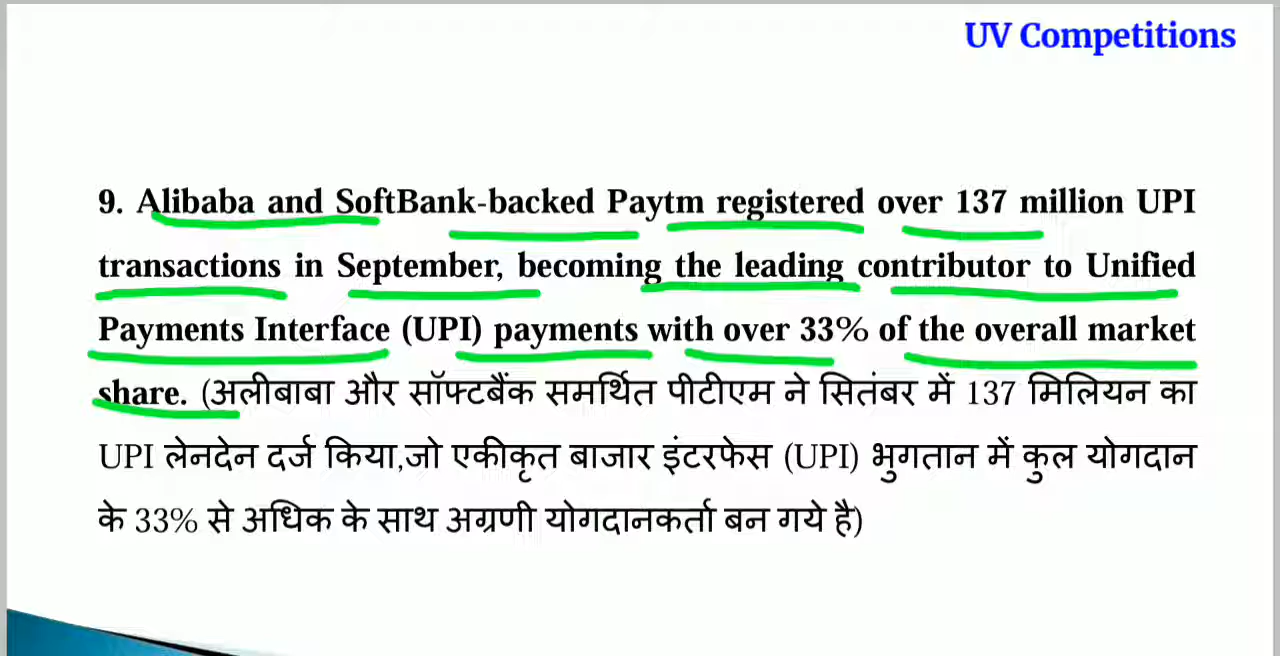 UV Competitions
9. Alibaba and SoftBank-backed Paytm registered over 137 million UPI
transactions in September, becoming the leading contributor to Unified
Payments Interface (UPI) payments with over 33% of the overall market
share. (अलीबाबा और सॉफ्टबैंक समर्थित पीटीएम ने सितंबर में 137 मिलियन का
UPI लेनदेन दर्ज किया,जो एकीकृत बाजार इंटरफेस (UPI) भुगतान में कुल योगदान
के 33% से अधिक के साथ अग्रणी योगदानकर्ता बन गये है)